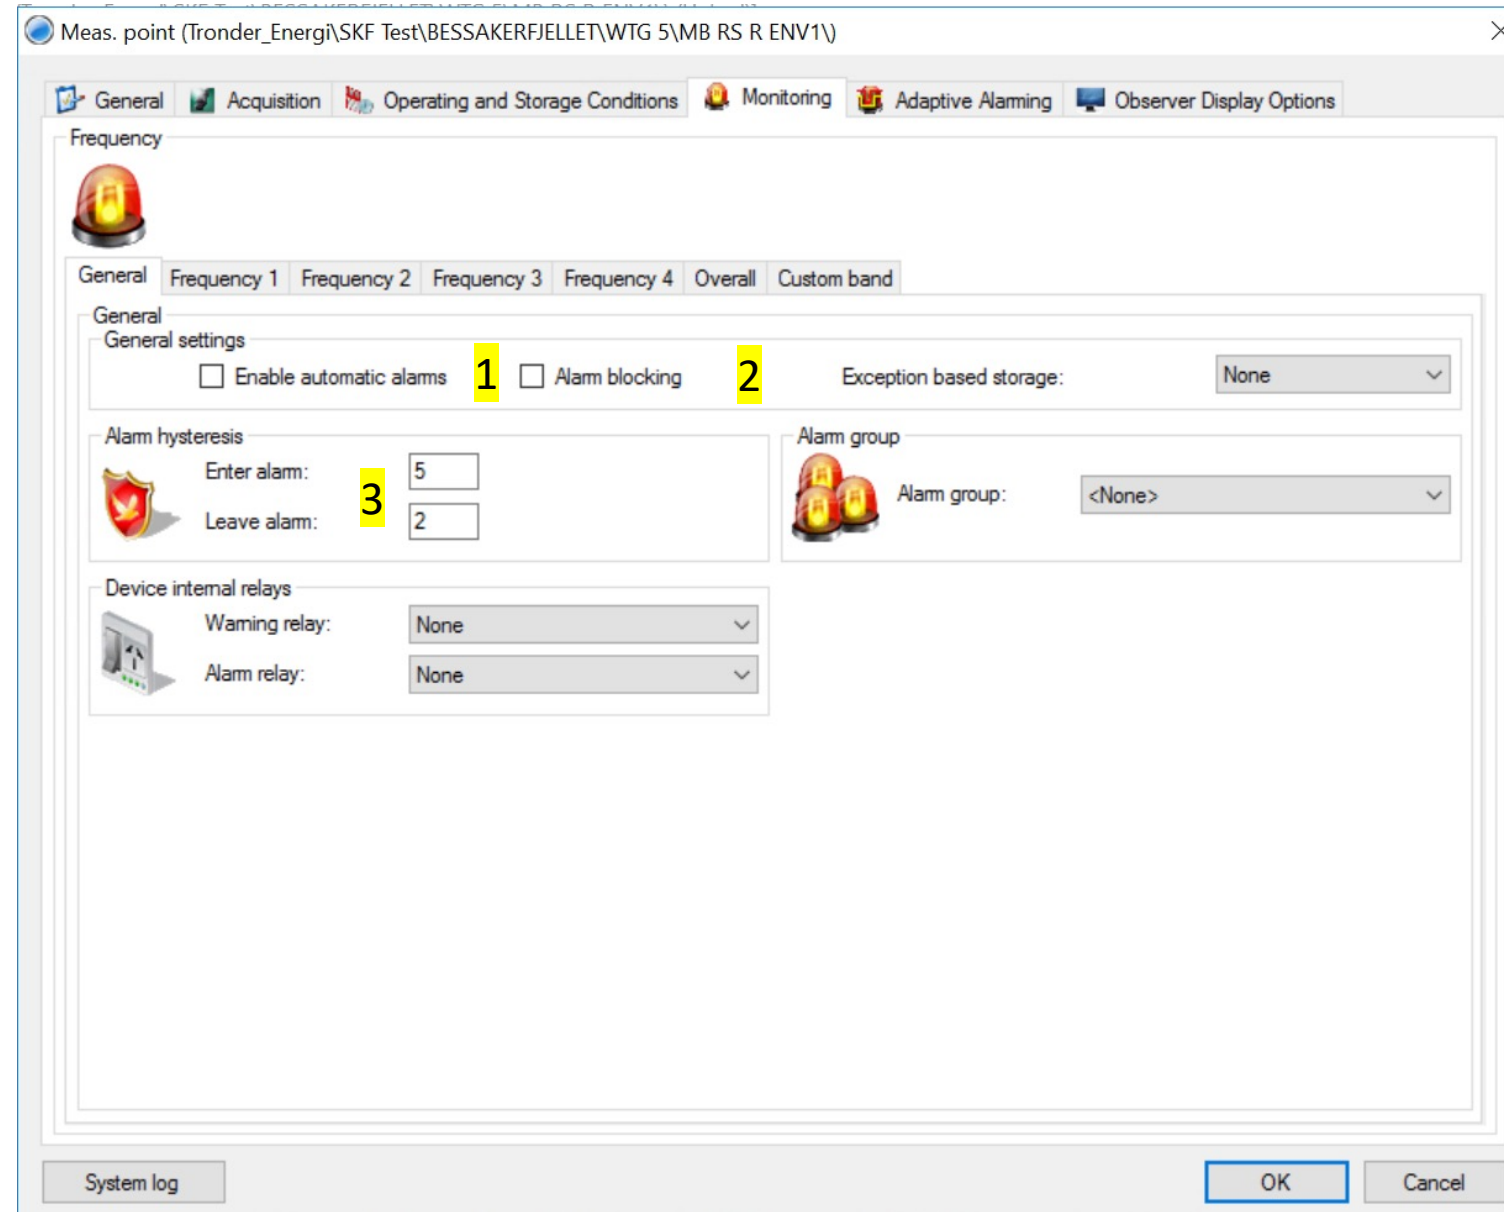 Meas. point (Tronder_Energi\SKF Test\BESSAKERFJELLET\WTG 5\MB RS R ENV1\)
General Acquisition Operating and Storage Conditions Monitoring Adaptive Alarming Observer Display Options
Frequency
General Frequency 1 Frequency 2 Frequency 3 Frequency 4 Overall Custom band
General
General settings
Enable automatic alarms 1 Alarm blocking 2 Exception based storage: None
Alarm hysteresis
Enter alarm: 5
3
Leave alarm: 2
Alarm group
Alarm group: <None>
Device internal relays
Warning relay: None
Alarm relay: None
System log OK Cancel